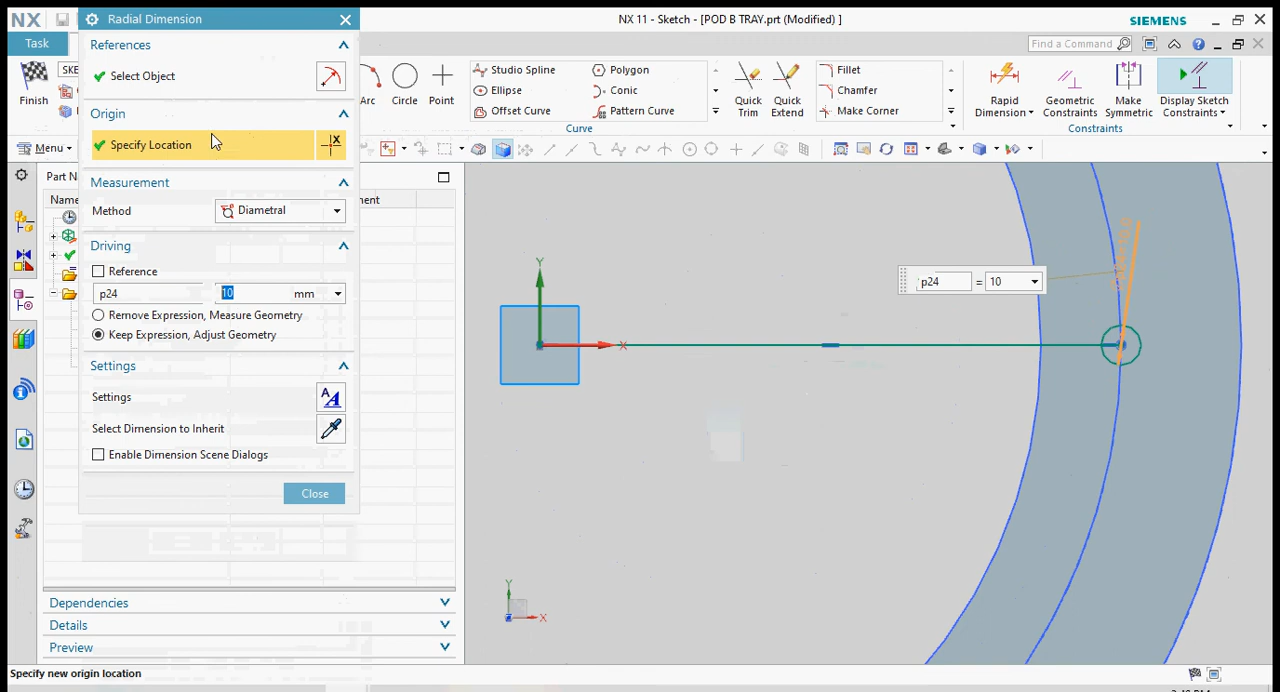 NX
Radial Dimension
NX 11 - Sketch - [POD B TRAY.prt (Modified) ]
SIEMENS
Task
References
Find a Command
Select Object
SKE
Studio Spline
Polygon
Fillet
Ellipse
Conic
Chamfer
Finish
Arc
Circle
Point
Offset Curve
Pattern Curve
Quick Trim
Quick Extend
Make Corner
Rapid Dimension
Geometric Constraints
Make Symmetric
Display Sketch Constraints
Origin
Curve
Constraints
Specify Location
Menu
Part N
Measurement
Name
ment
Method
Diametral
Driving
Reference
p24
10
mm
p24
=
10
Remove Expression, Measure Geometry
Keep Expression, Adjust Geometry
Y
X
Settings
Settings
Select Dimension to Inherit
Enable Dimension Scene Dialogs
Close
Y
X
Dependencies
Details
Preview
Specify new origin location